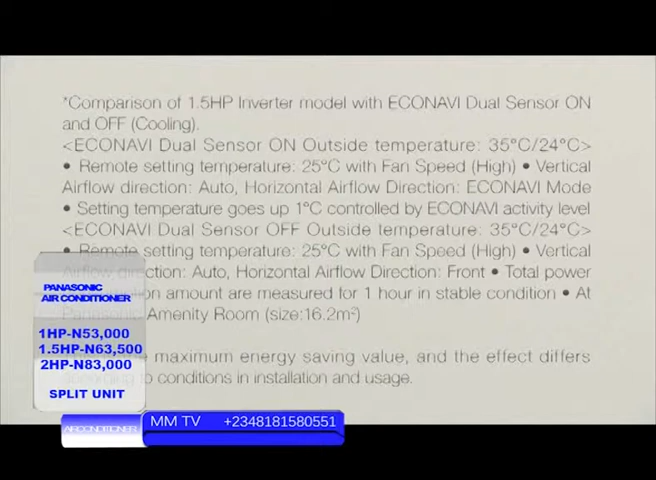 *Comparison of 1.5HP Inverter model with ECONAVI Dual Sensor ON
and OFF (Cooling).
<ECONAVI Dual Sensor ON Outside temperature: 35°C/24°C>
• Remote setting temperature: 25°C with Fan Speed (High) • Vertical
Airflow direction: Auto, Horizontal Airflow Direction: ECONAVI Mode
• Setting temperature goes up 1°C controlled by ECONAVI activity level
<ECONAVI Dual Sensor OFF Outside temperature: 35°C/24°C>
• Remote setting temperature: 25°C with Fan Speed (High) • Vertical
Airflow direction: Auto, Horizontal Airflow Direction: Front • Total power
amount are measured for 1 hour in stable condition • At
Panasonic Amenity Room (size:16.2m²)
maximum energy saving value, and the effect differs
according to conditions in installation and usage.
PANASONIC
AIR CONDITIONER
1HP-N53,000
1.5HP-N63,500
2HP-N83,000
SPLIT UNIT
AIRCONDITIONER
MM TV +2348181580551